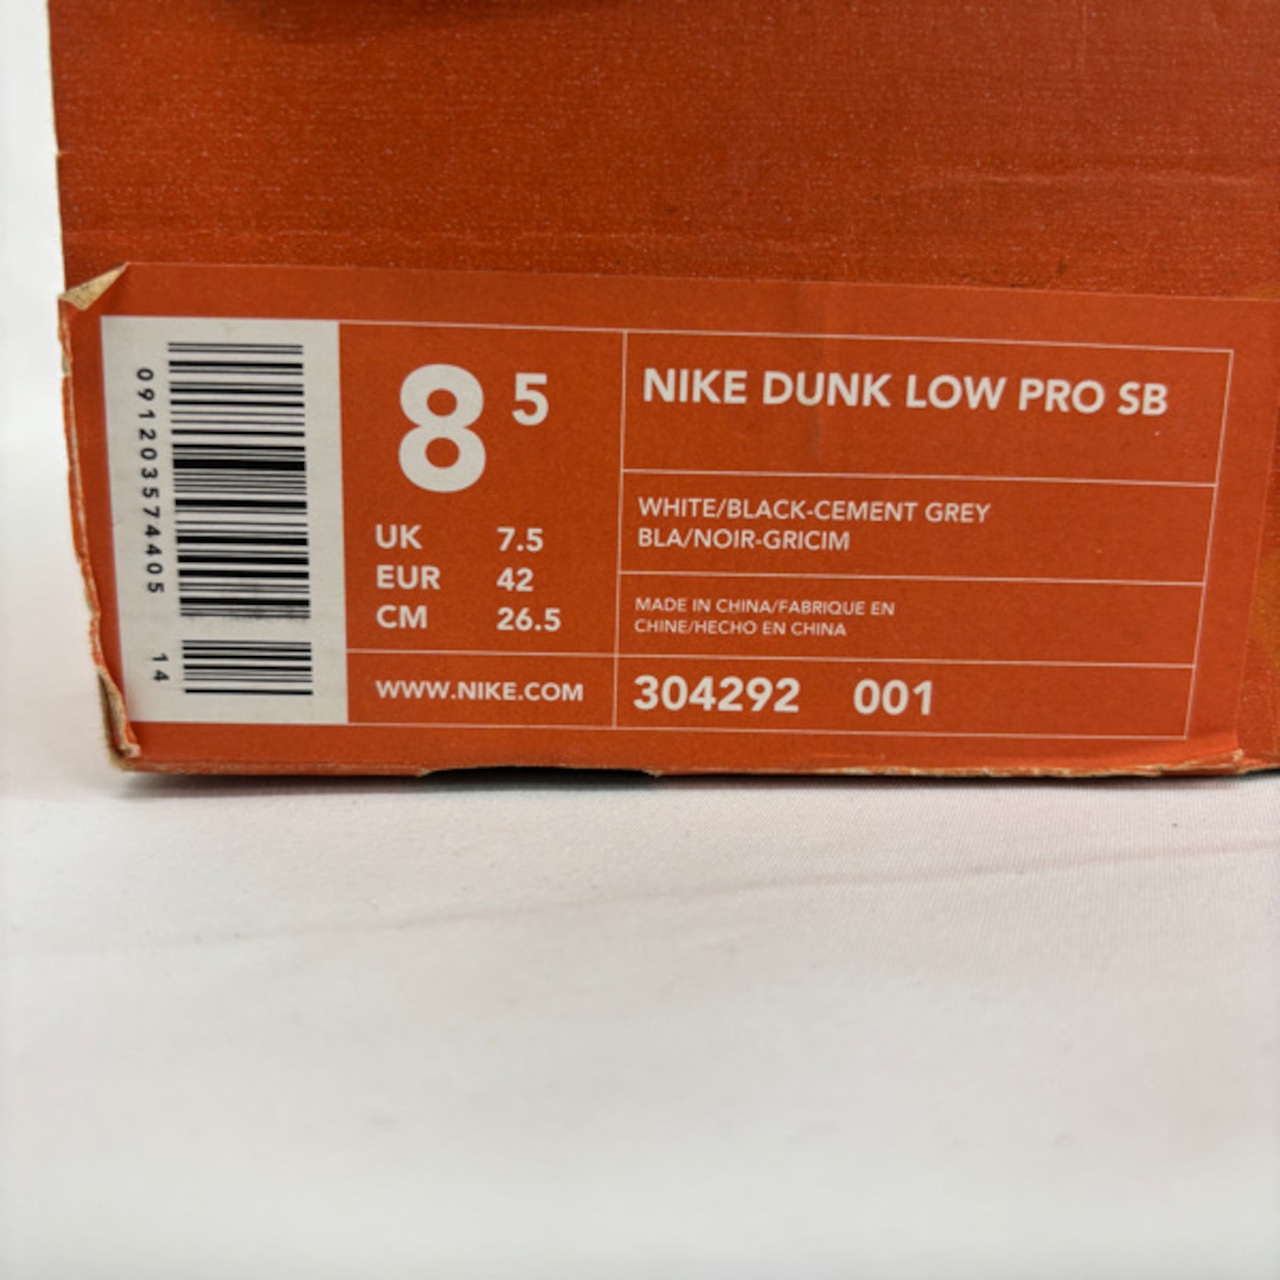 091203574405
14
8 5
UK 7.5
EUR 42
CM 26.5
WWW.NIKE.COM
NIKE DUNK LOW PRO SB
WHITE/BLACK-CEMENT GREY
BLA/NOIR-GRICIM
MADE IN CHINA/FABRIQUE EN
CHINE/HECHO EN CHINA
304292 001